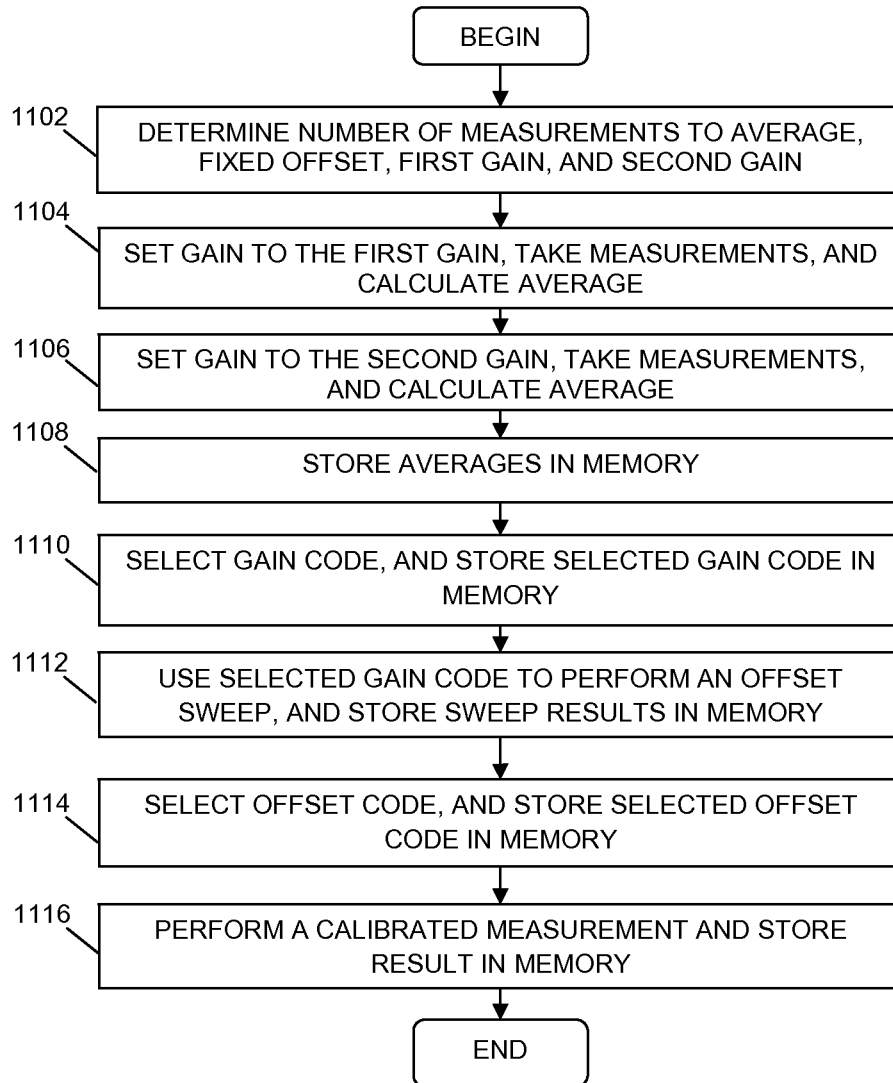 BEGIN
1102
DETERMINE NUMBER OF MEASUREMENTS TO AVERAGE,
FIXED OFFSET, FIRST GAIN, AND SECOND GAIN
1104
SET GAIN TO THE FIRST GAIN, TAKE MEASUREMENTS, AND
CALCULATE AVERAGE
1106
SET GAIN TO THE SECOND GAIN, TAKE MEASUREMENTS,
AND CALCULATE AVERAGE
1108
STORE AVERAGES IN MEMORY
1110
SELECT GAIN CODE, AND STORE SELECTED GAIN CODE IN
MEMORY
1112
USE SELECTED GAIN CODE TO PERFORM AN OFFSET
SWEEP, AND STORE SWEEP RESULTS IN MEMORY
1114
SELECT OFFSET CODE, AND STORE SELECTED OFFSET
CODE IN MEMORY
1116
PERFORM A CALIBRATED MEASUREMENT AND STORE
RESULT IN MEMORY
END